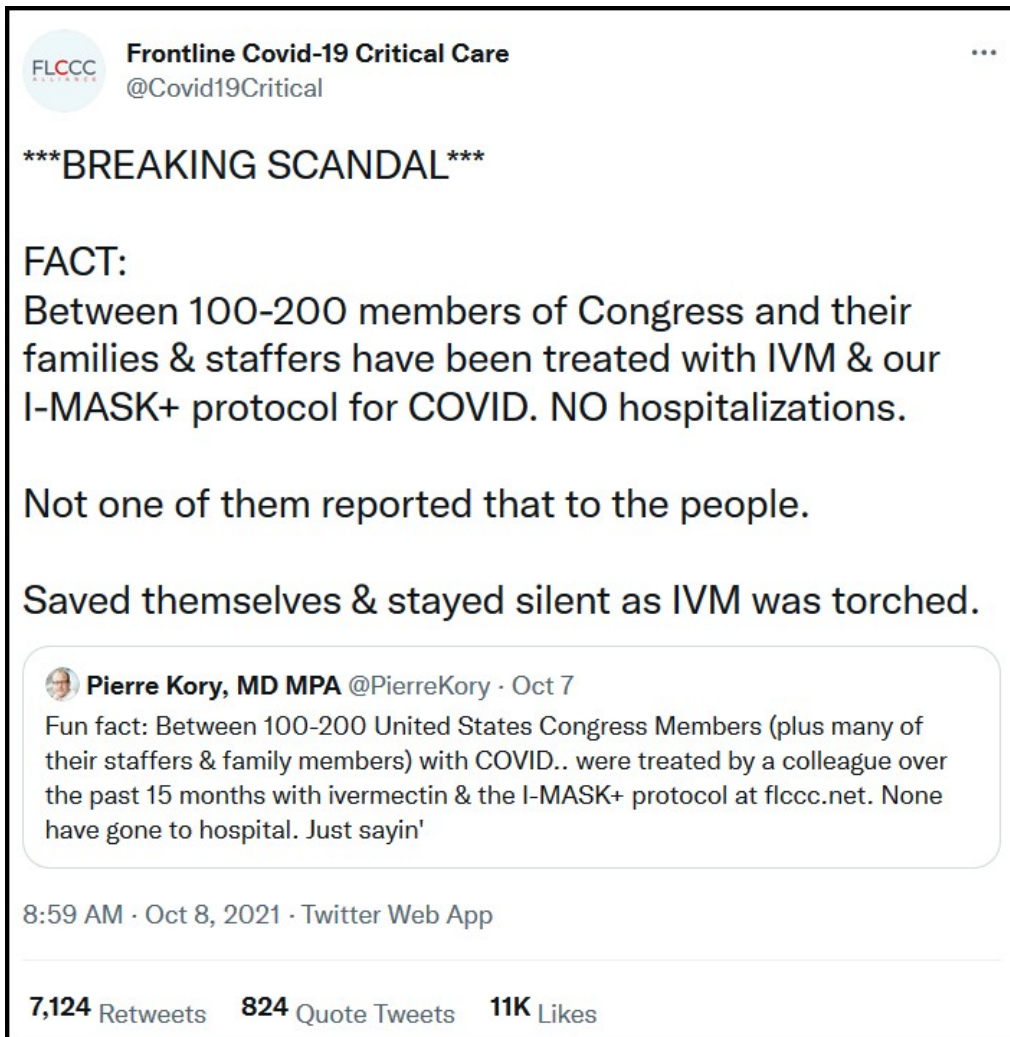 FLCCC
ALLIANCE
Frontline Covid-19 Critical Care
@Covid19Critical
***BREAKING SCANDAL***
FACT:
Between 100-200 members of Congress and their
families & staffers have been treated with IVM & our
I-MASK+ protocol for COVID. NO hospitalizations.
Not one of them reported that to the people.
Saved themselves & stayed silent as IVM was torched.
Pierre Kory, MD MPA @PierreKory · Oct 7
Fun fact: Between 100-200 United States Congress Members (plus many of
their staffers & family members) with COVID.. were treated by a colleague over
the past 15 months with ivermectin & the I-MASK+ protocol at flccc.net. None
have gone to hospital. Just sayin'
8:59 AM · Oct 8, 2021 · Twitter Web App
7,124 Retweets 824 Quote Tweets 11K Likes